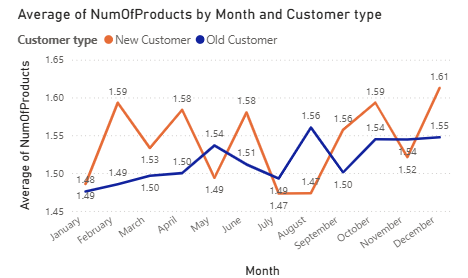 Average of NumOfProducts by Month and Customer type
Customer type New Customer Old Customer
Average of NumOfProducts
1.65
1.60
1.55
1.50
1.45
1.48
1.59
1.53
1.58
1.49
1.58
1.47
1.47
1.56
1.59
1.52
1.61
1.49
1.49
1.50
1.50
1.54
1.51
1.49
1.56
1.50
1.54
1.54
1.55
January
February
March
April
May
June
July
August
September
October
November
December
Month